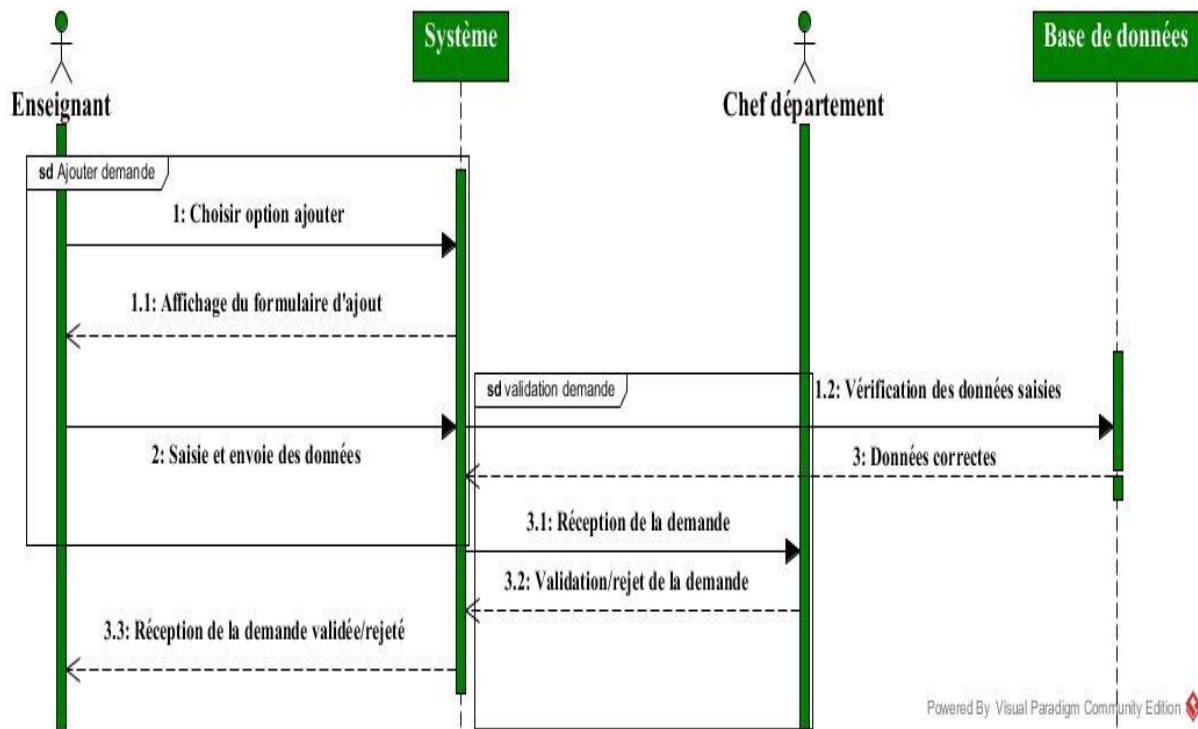 Système
Base de données
Enseignant
Chef département
sd Ajouter demande
1: Choisir option ajouter
1.1: Affichage du formulaire d'ajout
sd validation demande
1.2: Vérification des données saisies
2: Saisie et envoie des données
3: Données correctes
3.1: Réception de la demande
3.2: Validation/rejet de la demande
3.3: Réception de la demande validée/rejeté
Powered By Visual Paradigm Community Edition